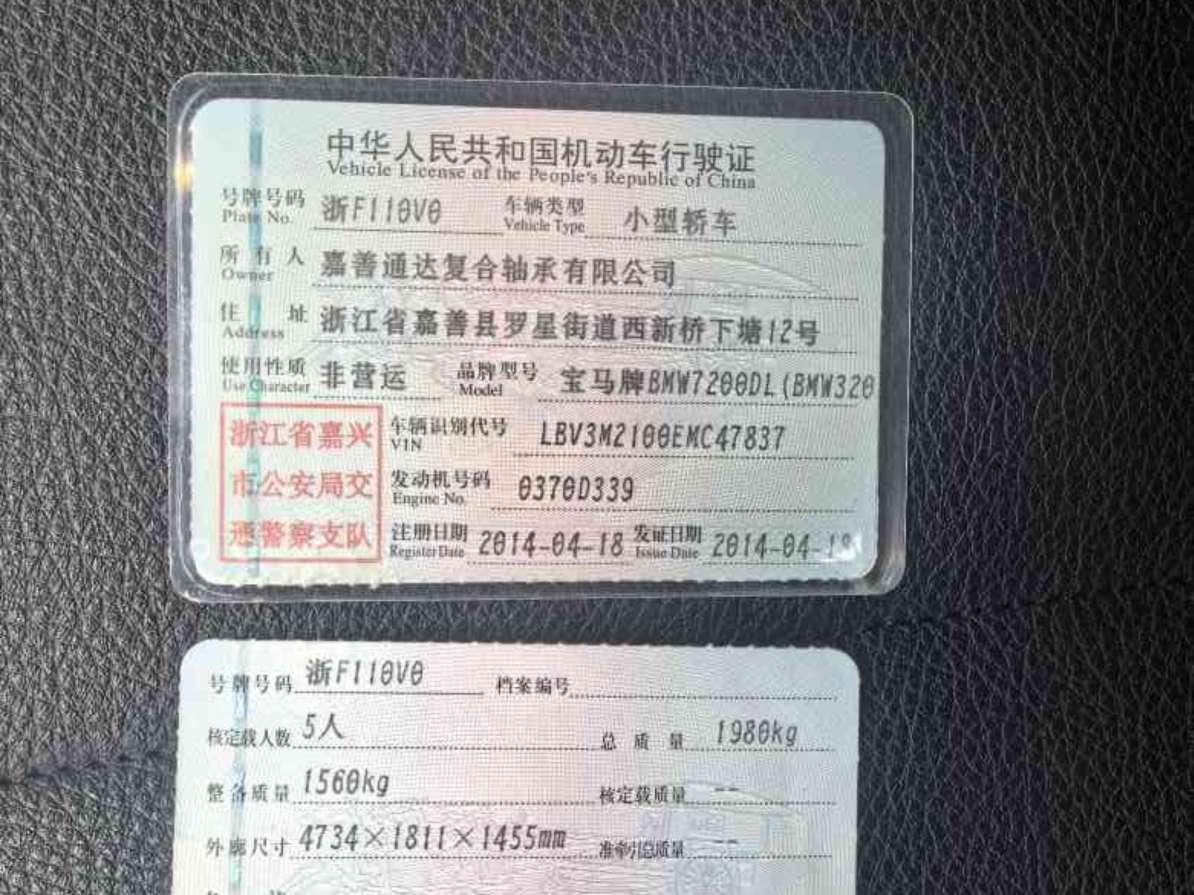 中华人民共和国机动车行驶证
Vehicle License of the People's Republic of China
号牌号码 浙F110V0 车辆类型 小型轿车
Plate No. Vehicle Type
所有人 嘉善通达复合轴承有限公司
Owner
住址 浙江省嘉善县罗星街道西新桥下塘12号
Address
使用性质 非营运 品牌型号 宝马牌BMW7200DL(BMW320
Use Character Model
浙江省嘉兴
市公安局交
通警察支队
车辆识别代号 LBV3M2100EMC47837
VIN
发动机号码 0370D339
Engine No.
注册日期 2014-04-18 发证日期 2014-04-18
Register Date Issue Date
号牌号码 浙F110V0 档案编号
核定载人数 5人 总质量 1980kg
整备质量 1560kg 核定载质量 --
外廓尺寸 4734×1811×1455mm 准牵引总质量 --